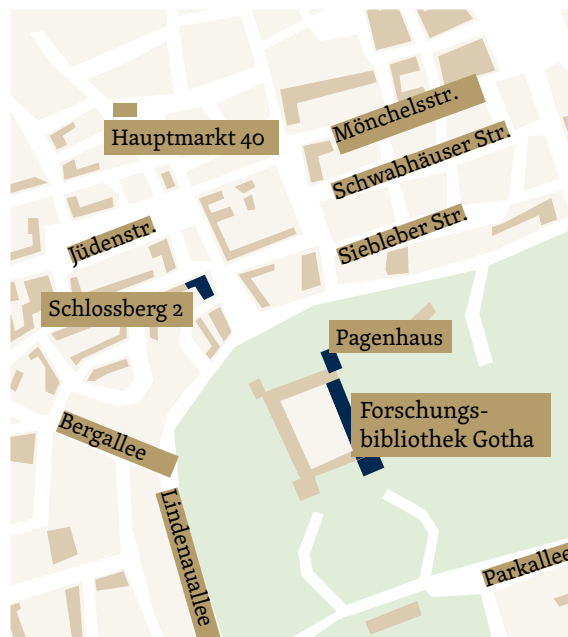 Mönchelsstr.
Hauptmarkt 40
Schwabhäuser Str.
Jüdenstr.
Siebleber Str.
Schlossberg 2
Pagenhaus
Forschungs-
bibliothek Gotha
Bergallee
Lindenauallee
Parkallee